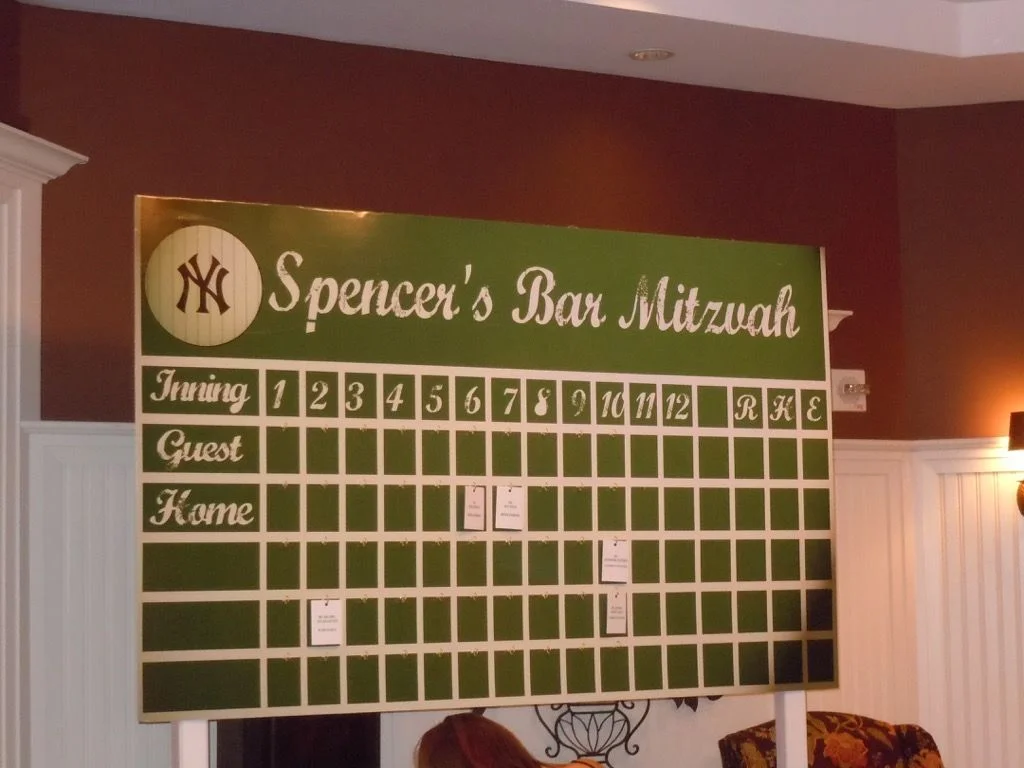 NY Spencer's Bar Mitzvah
Inning 1 2 3 4 5 6 7 8 9 10 11 12 R H E
Guest
Home